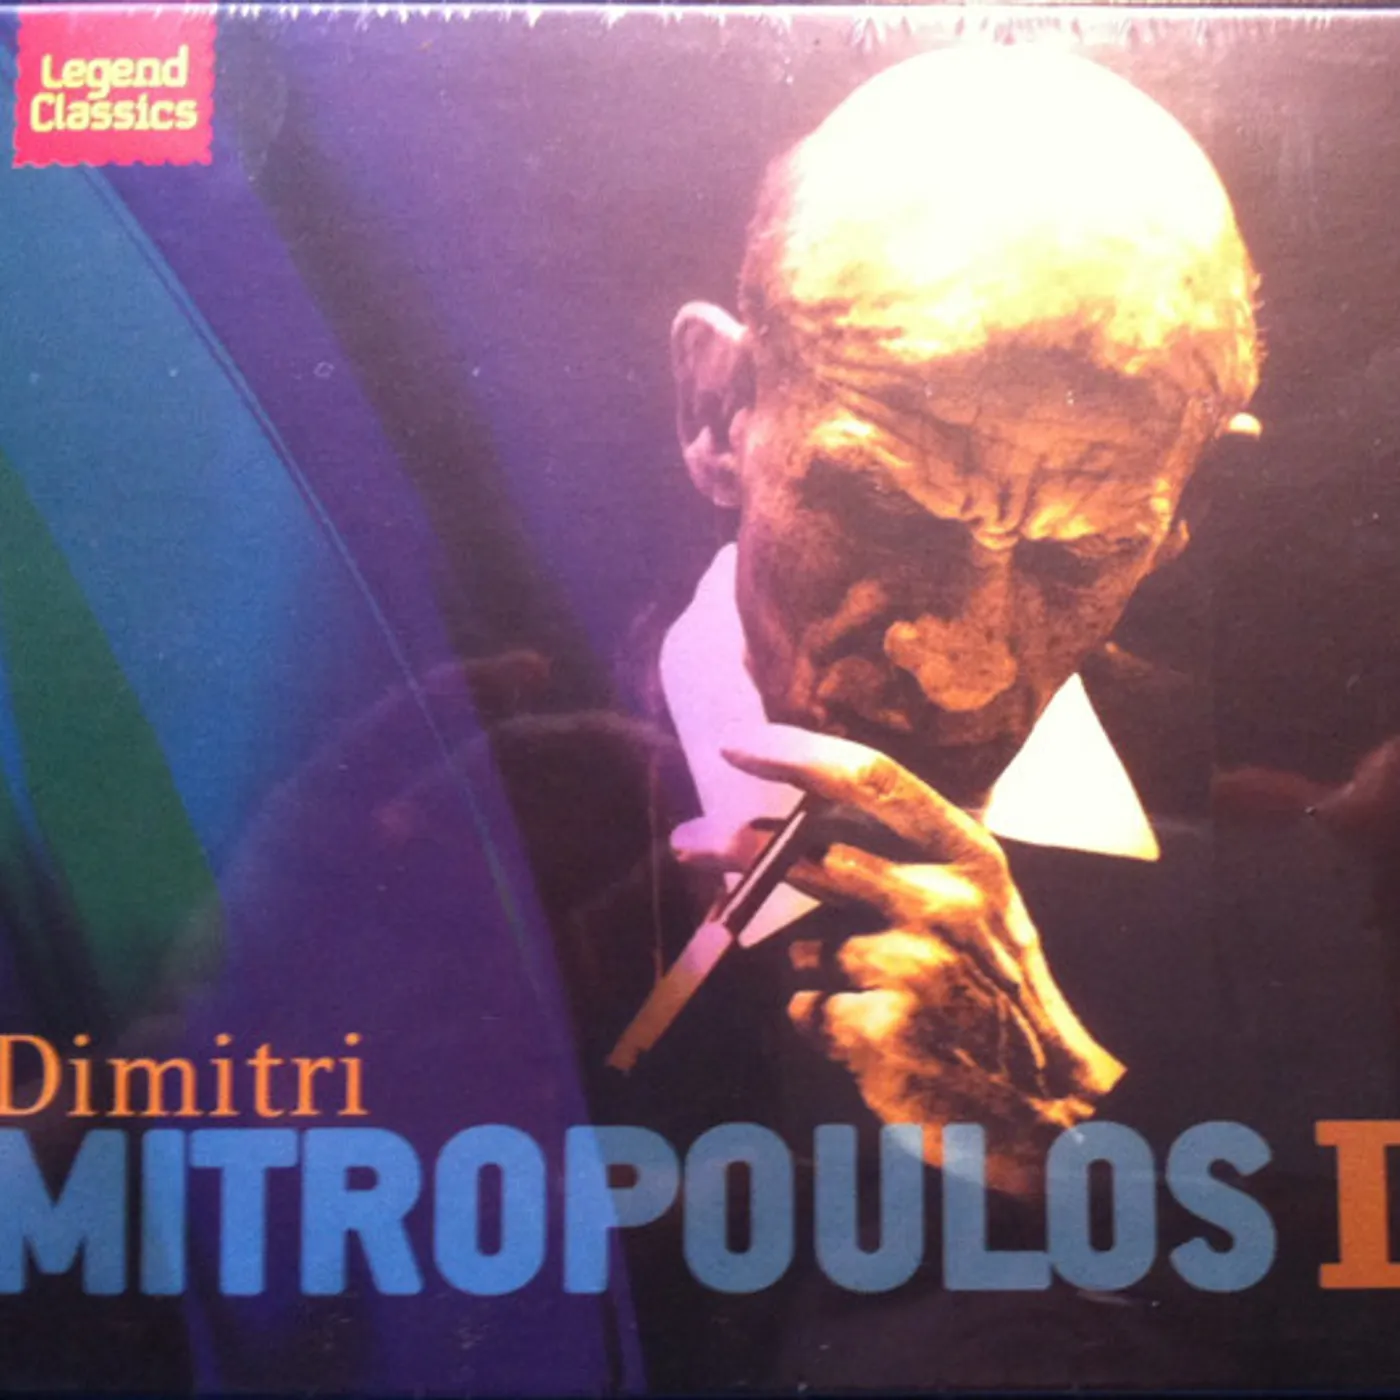 Legend
Classics
Dimitri
MITROPOULOS I